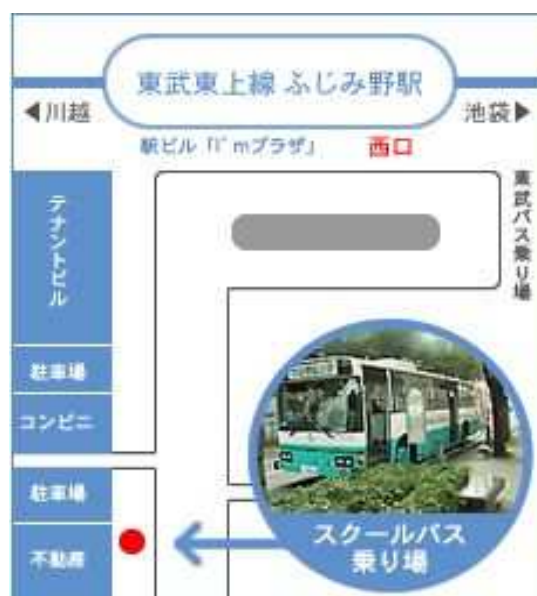 東武東上線 ふじみ野駅
◀川越
池袋▶
駅ビル「I'mプラザ」
西口
東武バス乗り場
テナントビル
駐車場
コンビニ
駐車場
不動産
スクールバス
乗り場